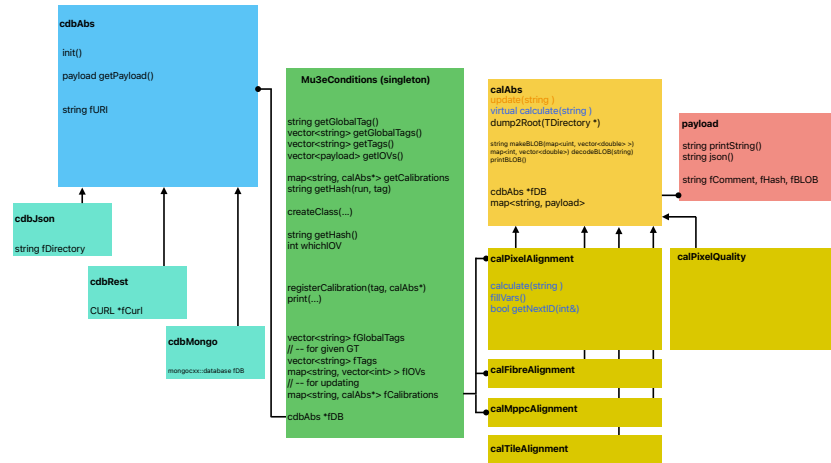 cdbAbs
init()
payload getPayload()
string fURI
cdbJson
string fDirectory
cdbRest
CURL *fCurl
cdbMongo
mongocxx::database fDB
Mu3eConditions (singleton)
string getGlobalTag()
vector<string> getGlobalTags()
vector<string> getTags()
vector<payload> getIOVs()
map<string, calAbs*> getCalibrations
string getHash(run, tag)
createClass(...)
string getHash()
int whichIOV
registerCalibration(tag, calAbs*)
print(...)
vector<string> fGlobalTags
// -- for given GT
vector<string> fTags
map<string, vector<int> > fIOVs
// -- for updating
map<string, calAbs*) fCalibrations
cdbAbs *fDB
calAbs
update(string )
virtual calculate(string )
dump2Root(TDirectory *)
string makeBLOB(map<uint, vector<double> >)
map<int, vector<double>) decodeBLOB(string)
printBLOB()
cdbAbs *fDB
map<string, payload>
payload
string printString()
string json()
string fComment, fHash, fBLOB
calPixelAlignment
calculate(string )
fillVars()
bool getNextID(int&)
calPixelQuality
calFibreAlignment
calMppcAlignment
calTileAlignment